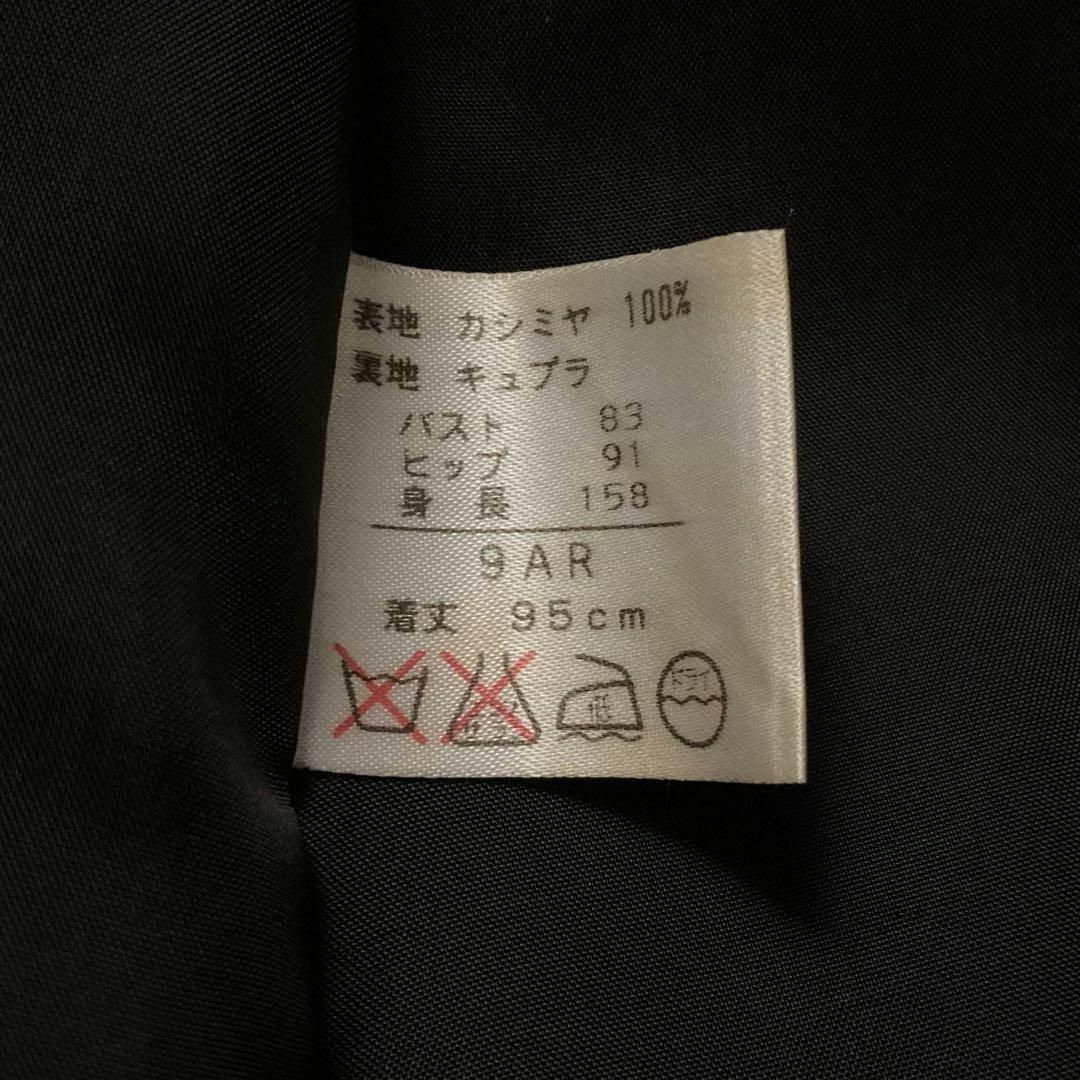 表地 カシミヤ 100%
裏地 キュプラ
バスト 83
ヒップ 91
身長 158
9AR
着丈 95cm
低